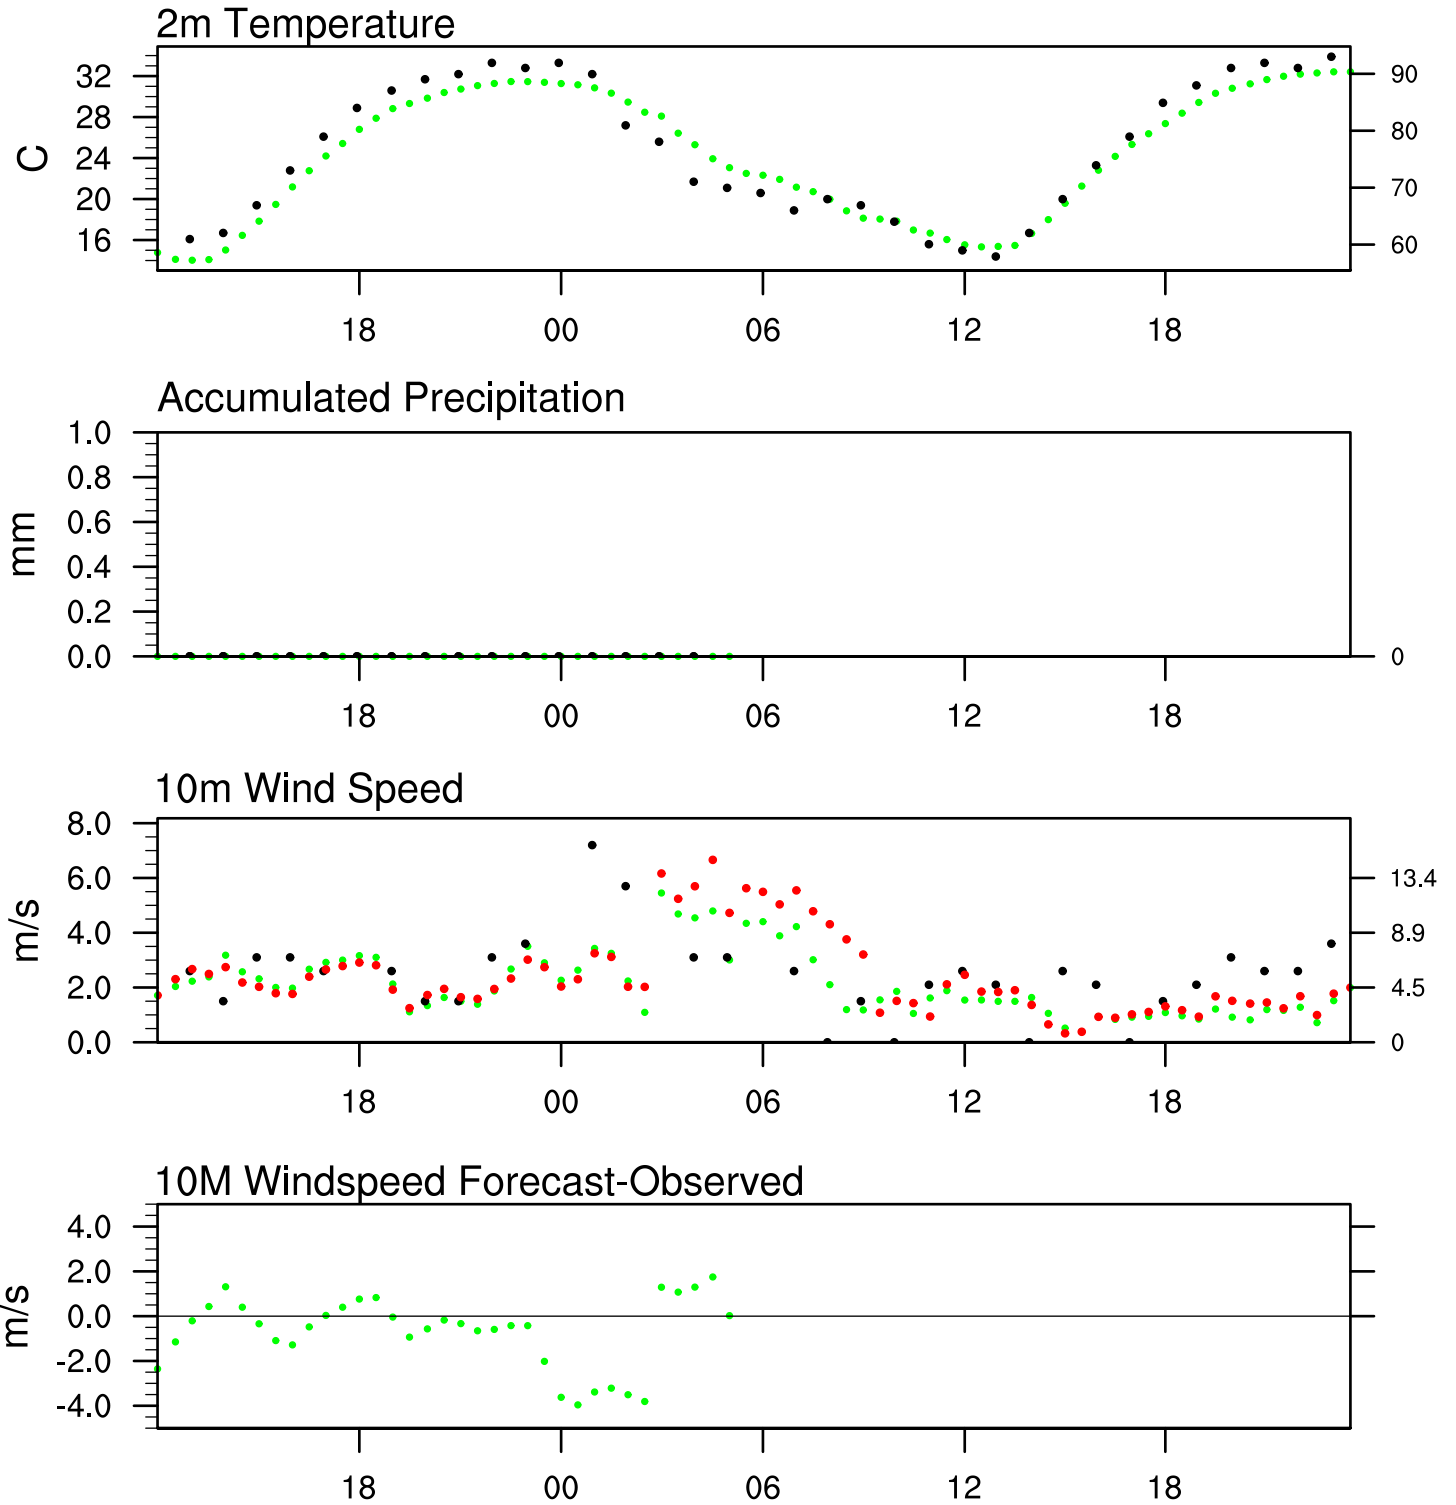 2m Temperature
32
28
24
20
16
C
90
80
70
60
18 00 06 12 18
Accumulated Precipitation
1.0
0.8
0.6
0.4
0.2
0.0
mm
0
18 00 06 12 18
10m Wind Speed
8.0
6.0
4.0
2.0
0.0
m/s
13.4
8.9
4.5
0
18 00 06 12 18
10M Windspeed Forecast-Observed
4.0
2.0
0.0
-2.0
-4.0
m/s
18 00 06 12 18